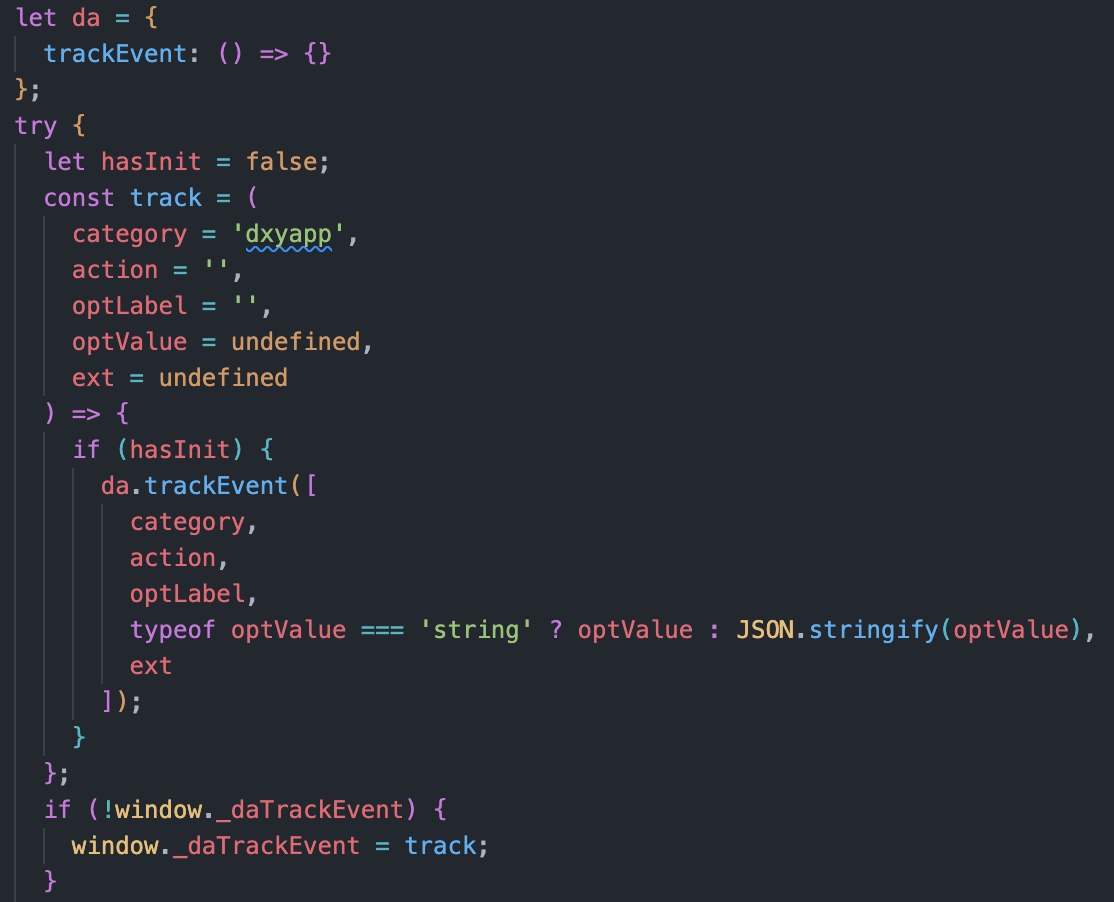 let da = {
  trackEvent: () => {}
};
try {
  let hasInit = false;
  const track = (
    category = 'dxyapp',
    action = '',
    optLabel = '',
    optValue = undefined,
    ext = undefined
  ) => {
    if (hasInit) {
      da.trackEvent([
        category,
        action,
        optLabel,
        typeof optValue === 'string' ? optValue : JSON.stringify(optValue),
        ext
      ]);
    }
  };
  if (!window._daTrackEvent) {
    window._daTrackEvent = track;
  }